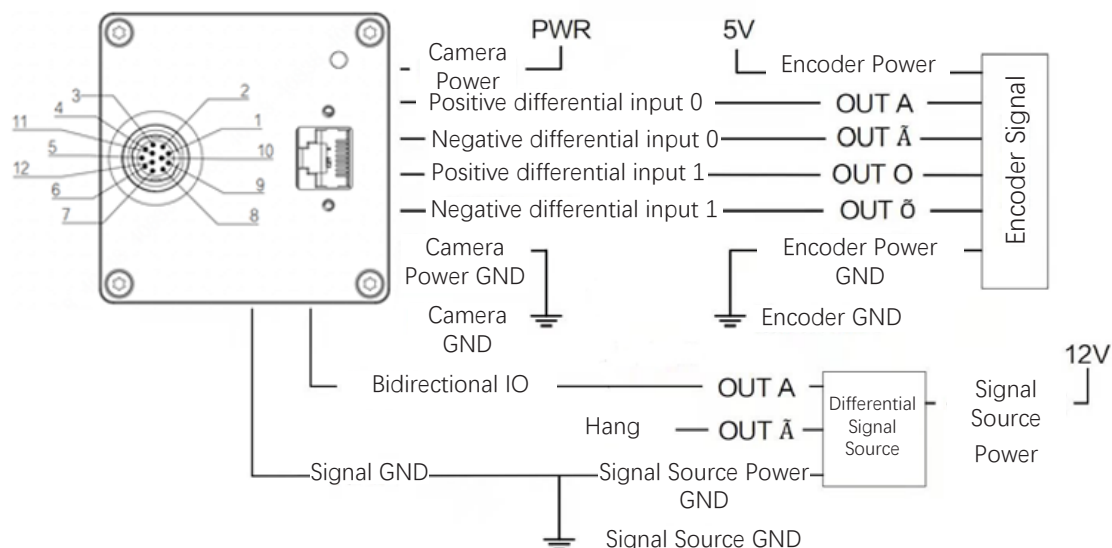 PWR
5V
Camera
Power
Encoder Power
3
2
4
Positive differential input 0
OUT A
11
1
Negative differential input 0
OUT Ã
5
10
Positive differential input 1
OUT O
12
9
6
Negative differential input 1
OUT Õ
7
8
Encoder Signal
Camera
Power GND
Encoder Power
GND
Camera
GND
Encoder GND
12V
Bidirectional IO
OUT A
Differential
Signal
Source
Signal
Source
Power
Hang
OUT Ã
Signal GND
Signal Source Power
GND
Signal Source GND